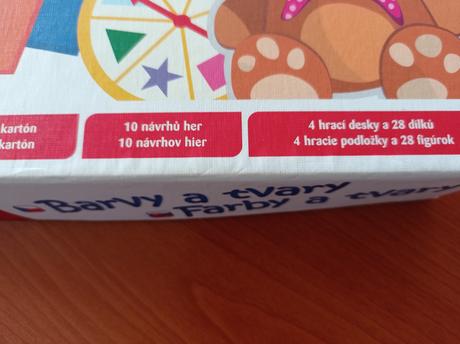 kartón
kartón
10 návrhů her
10 návrhov hier
4 hrací desky a 28 dílků
4 hracie podložky a 28 figúrok
Barvy a tvary
Farby a tvary